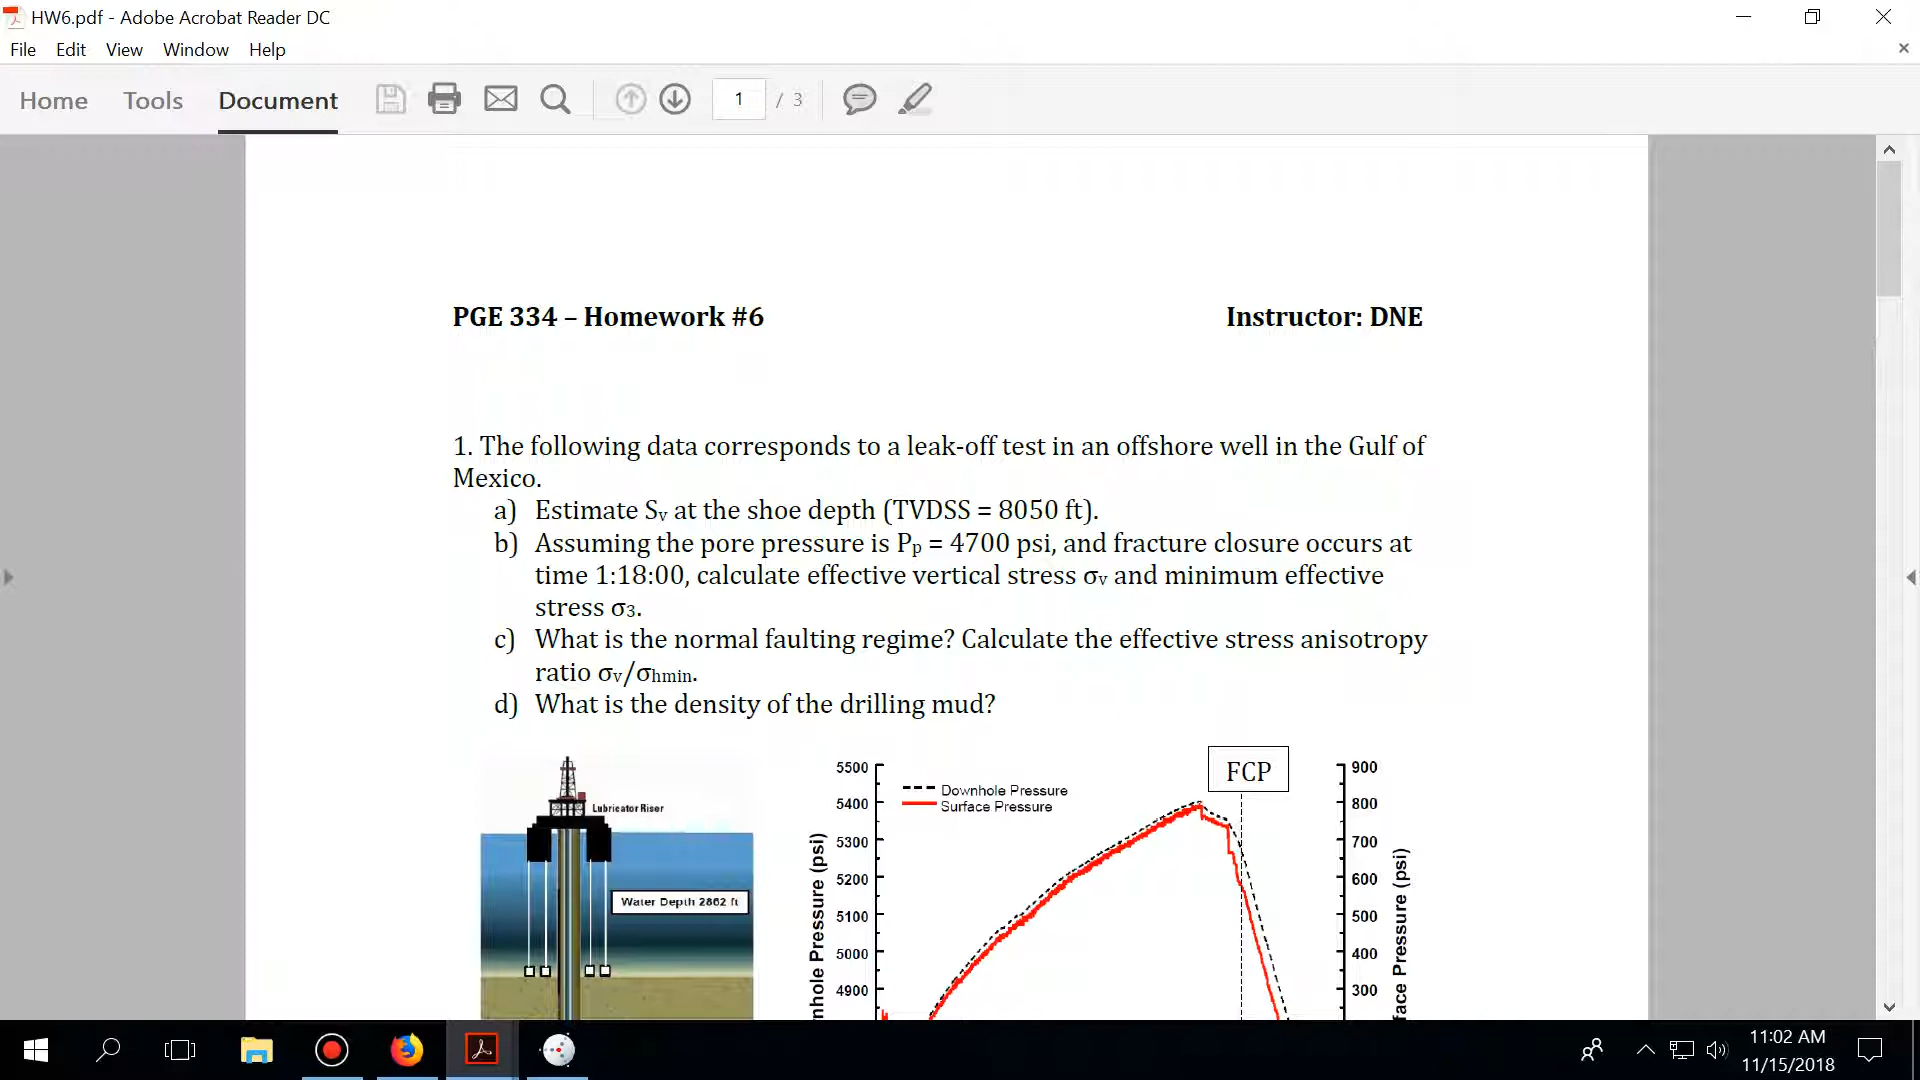 HW6.pdf - Adobe Acrobat Reader DC
File Edit View Window Help
Home Tools Document 1 / 3
PGE 334 – Homework #6 Instructor: DNE
1. The following data corresponds to a leak-off test in an offshore well in the Gulf of
Mexico.
a) Estimate Sv at the shoe depth (TVDSS = 8050 ft).
b) Assuming the pore pressure is Pp = 4700 psi, and fracture closure occurs at
time 1:18:00, calculate effective vertical stress σv and minimum effective
stress σ3.
c) What is the normal faulting regime? Calculate the effective stress anisotropy
ratio σv/σhmin.
d) What is the density of the drilling mud?
Lubricator Riser
Water Depth 2862 ft
FCP
Downhole Pressure
Surface Pressure
5500
5400
5300
5200
5100
5000
4900
nhole Pressure (psi)
900
800
700
600
500
400
300
face Pressure (psi)
11:02 AM
11/15/2018